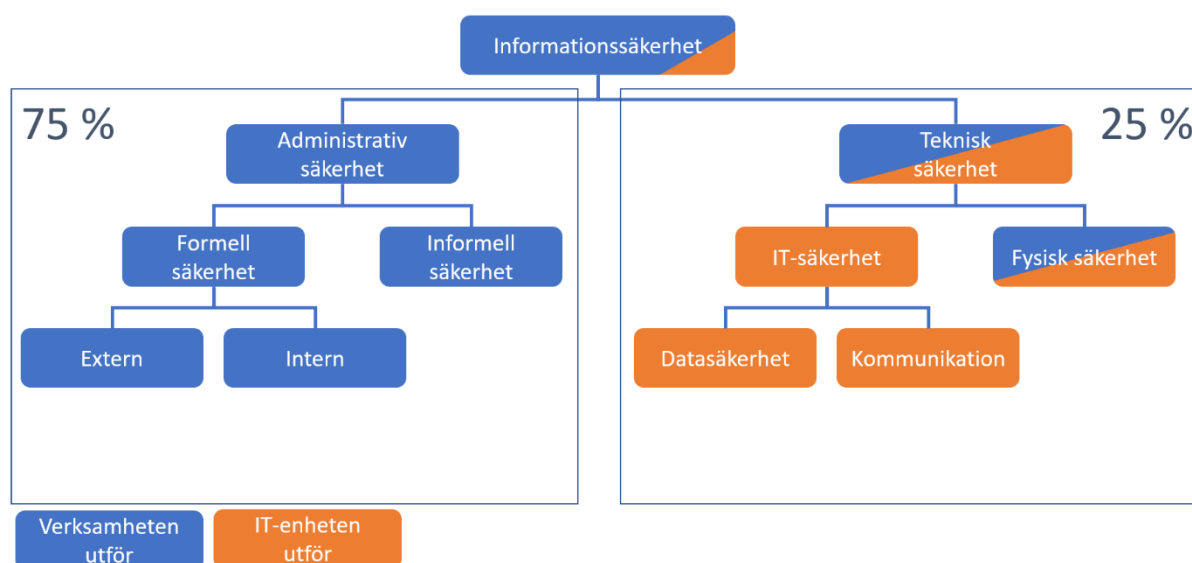 Informationssäkerhet
75 %
25 %
Administrativ
säkerhet
Teknisk
säkerhet
Formell
säkerhet
Informell
säkerhet
IT-säkerhet
Fysisk säkerhet
Extern
Intern
Datasäkerhet
Kommunikation
Verksamheten
utför
IT-enheten
utför